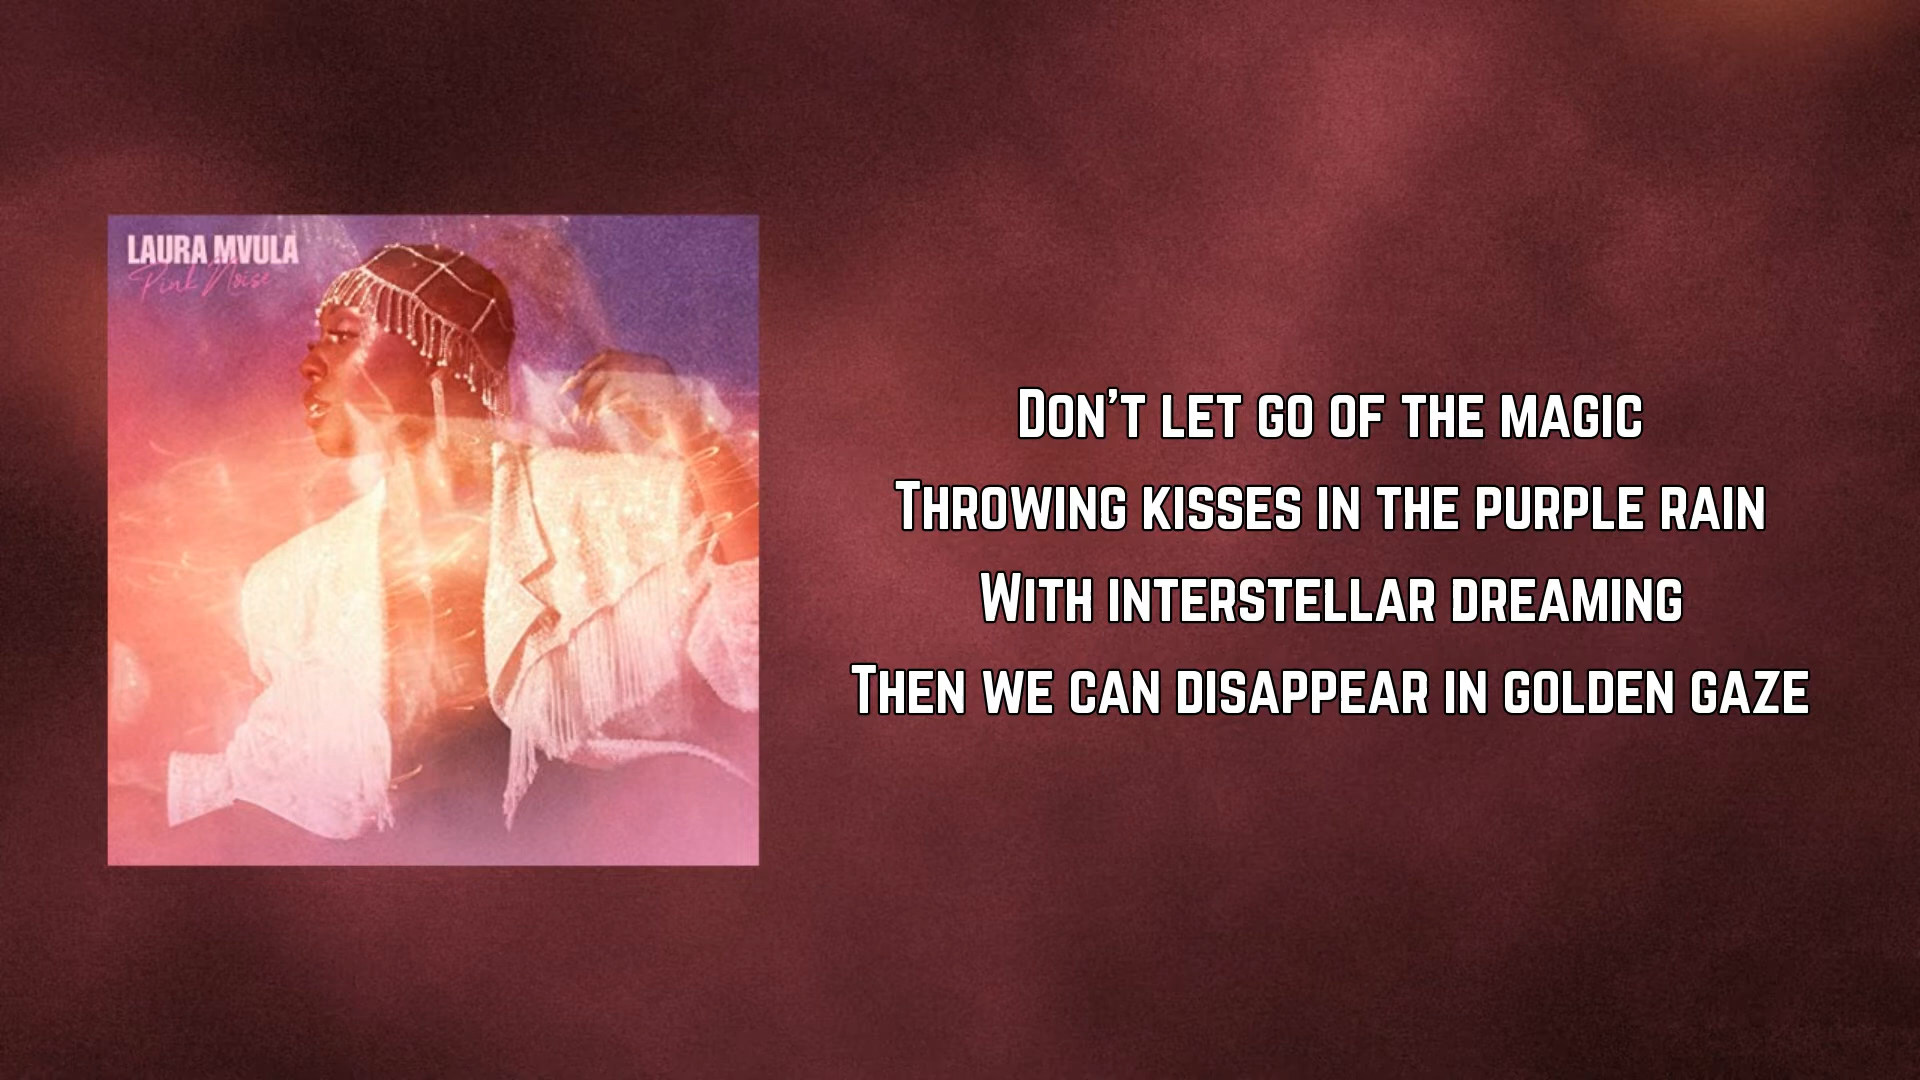 LAURA MVULA
Pink Noise
Don't let go of the magic
Throwing kisses in the purple rain
With interstellar dreaming
Then we can disappear in golden gaze